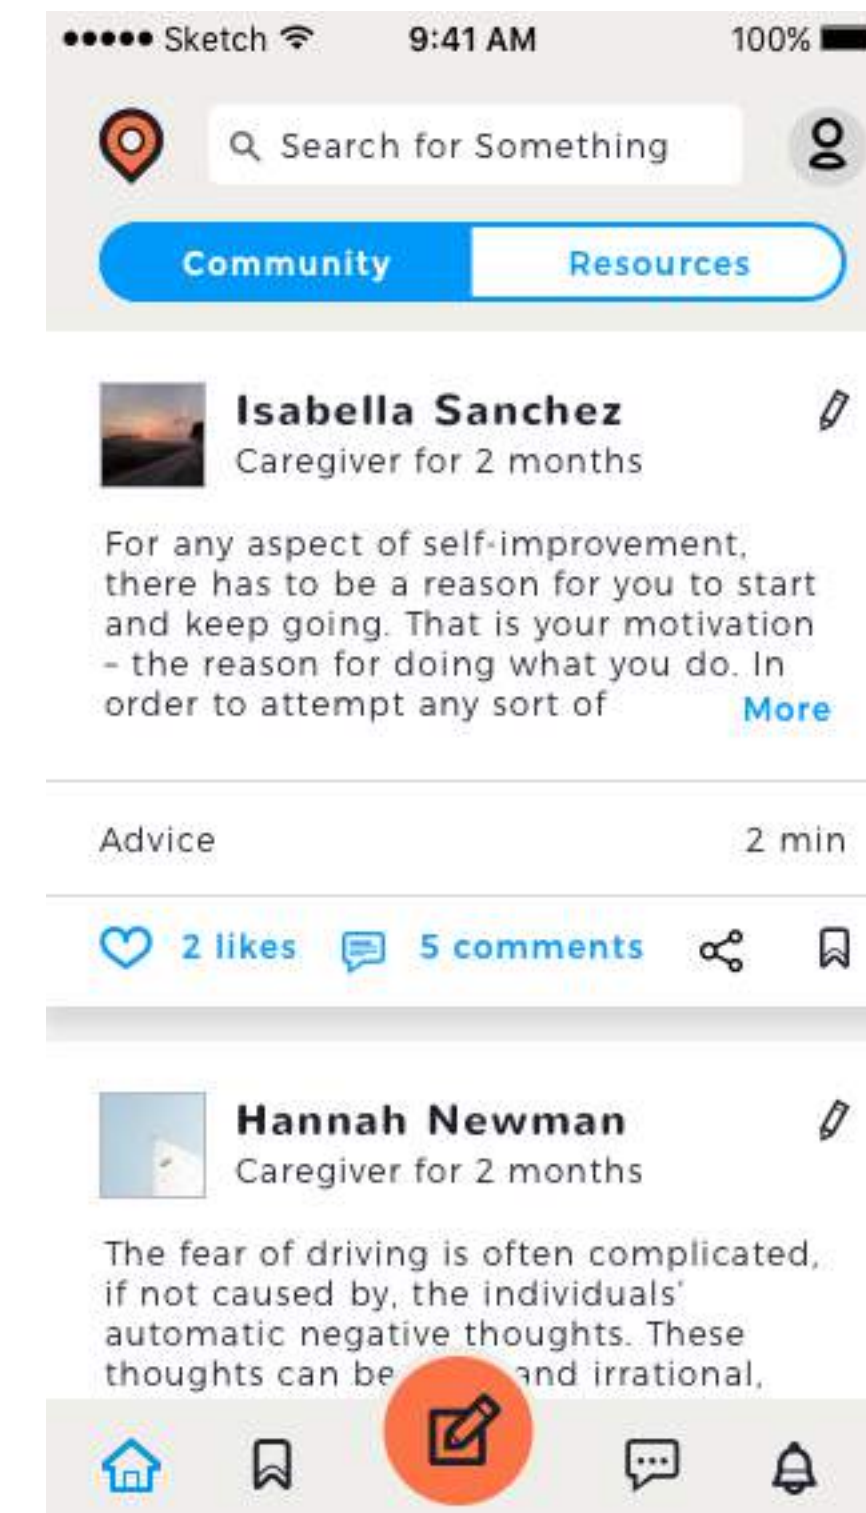 Sketch 9:41 AM 100%
Search for Something
Community Resources
Isabella Sanchez
Caregiver for 2 months
For any aspect of self-improvement,
there has to be a reason for you to start
and keep going. That is your motivation
– the reason for doing what you do. In
order to attempt any sort of More
Advice 2 min
2 likes 5 comments
Hannah Newman
Caregiver for 2 months
The fear of driving is often complicated,
if not caused by, the individuals'
automatic negative thoughts. These
thoughts can be and irrational,